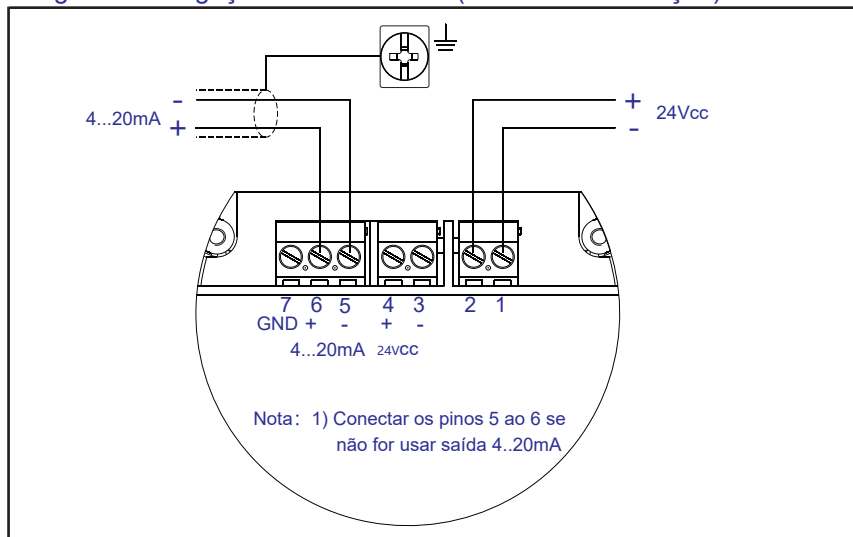 -
4...20mA
+
+
24Vcc
-
7 6 5 4 3 2 1
GND + - + -
4...20mA 24VCC
Nota: 1) Conectar os pinos 5 ao 6 se
não for usar saída 4..20mA